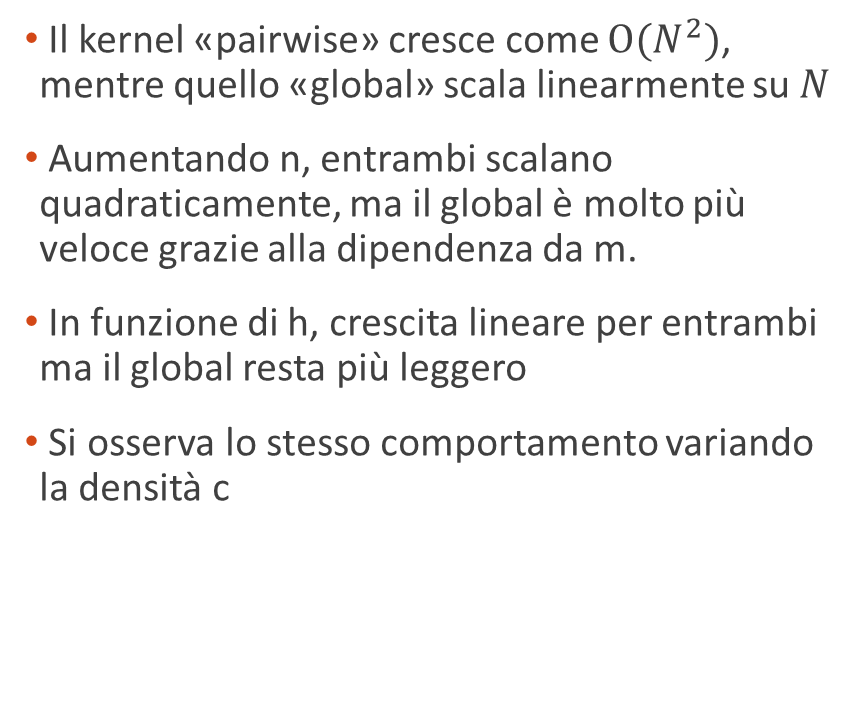 • Il kernel «pairwise» cresce come O(𝑁²),
mentre quello «global» scala linearmente su 𝑁
• Aumentando n, entrambi scalano
quadraticamente, ma il global è molto più
veloce grazie alla dipendenza da m.
• In funzione di h, crescita lineare per entrambi
ma il global resta più leggero
• Si osserva lo stesso comportamento variando
la densità c